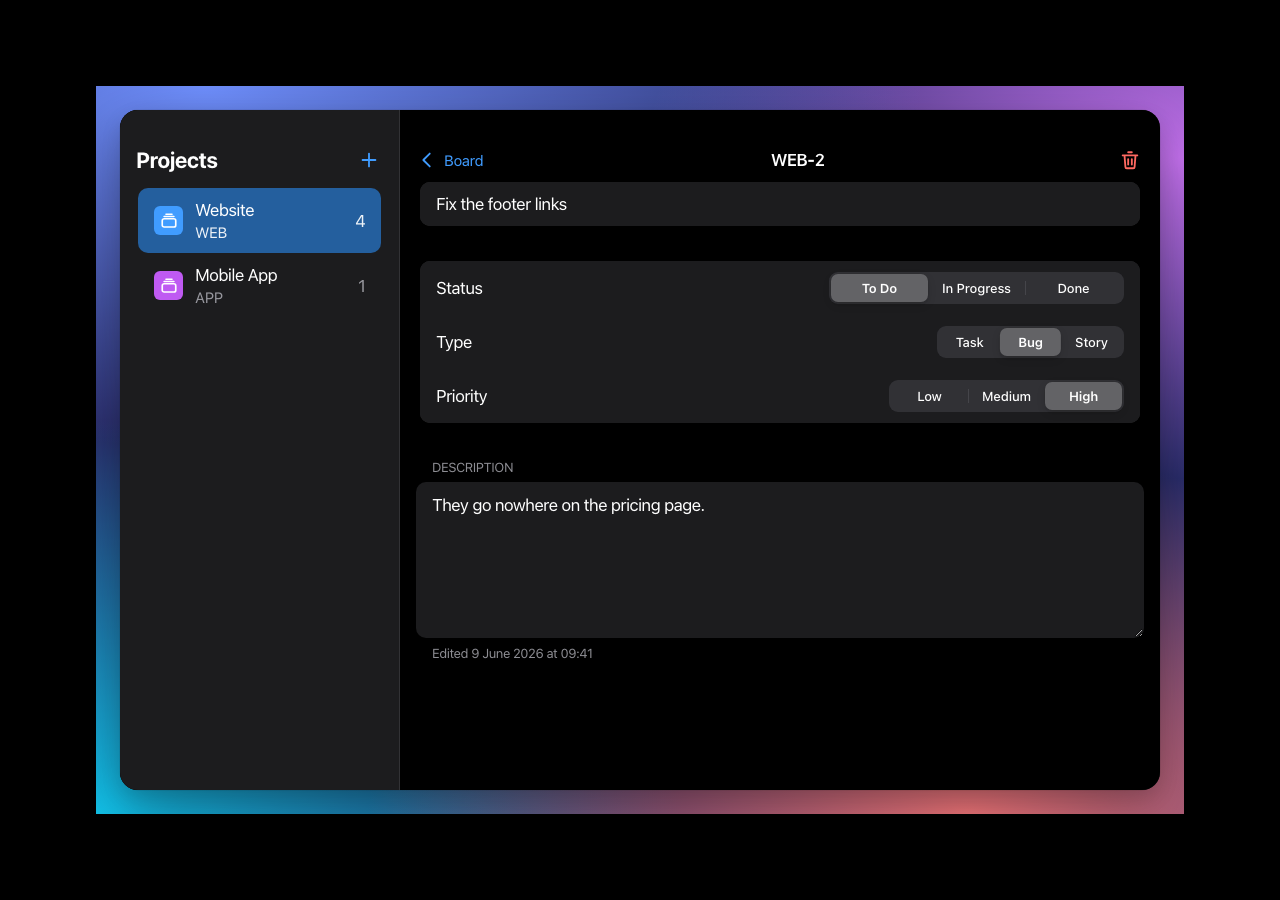 Projects
Website
WEB
4
Mobile App
APP
1
Board
WEB-2
Fix the footer links
Status
To Do
In Progress
Done
Type
Task
Bug
Story
Priority
Low
Medium
High
DESCRIPTION
They go nowhere on the pricing page.
Edited 9 June 2026 at 09:41